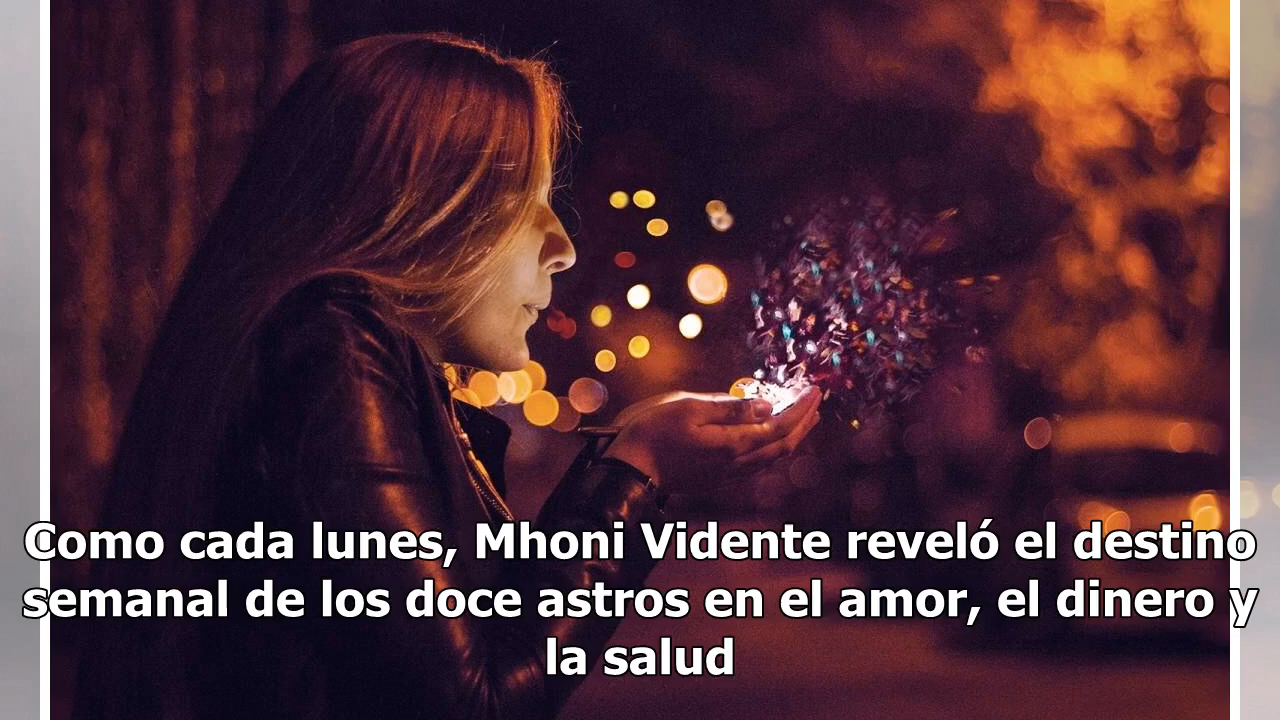 Como cada lunes, Mhoni Vidente reveló el destino
semanal de los doce astros en el amor, el dinero y
la salud